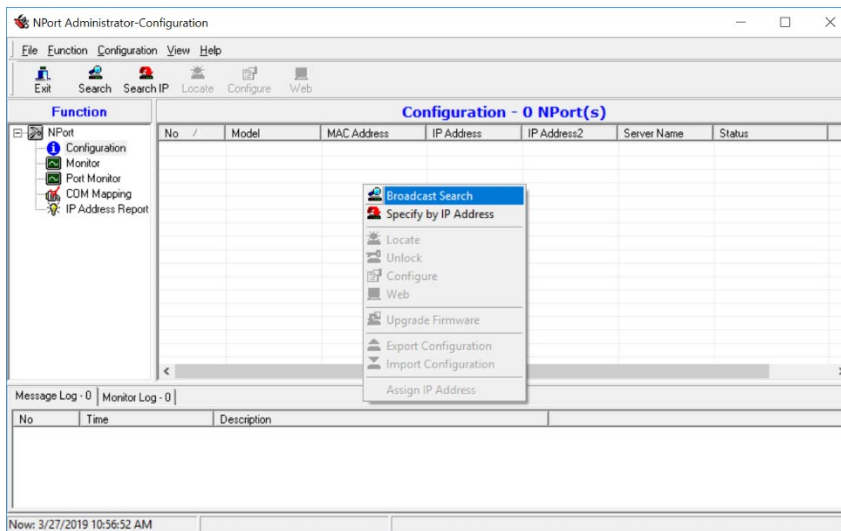 NPort Administrator-Configuration
File Function Configuration View Help
Exit Search Search IP Locate Configure Web
Function
Configuration - 0 NPort(s)
NPort
Configuration
Monitor
Port Monitor
COM Mapping
IP Address Report
No / Model MAC Address IP Address IP Address2 Server Name Status
Broadcast Search
Specify by IP Address
Locate
Unlock
Configure
Web
Upgrade Firmware
Export Configuration
Import Configuration
Assign IP Address
Message Log - 0 Monitor Log - 0
No Time Description
Now: 3/27/2019 10:56:52 AM